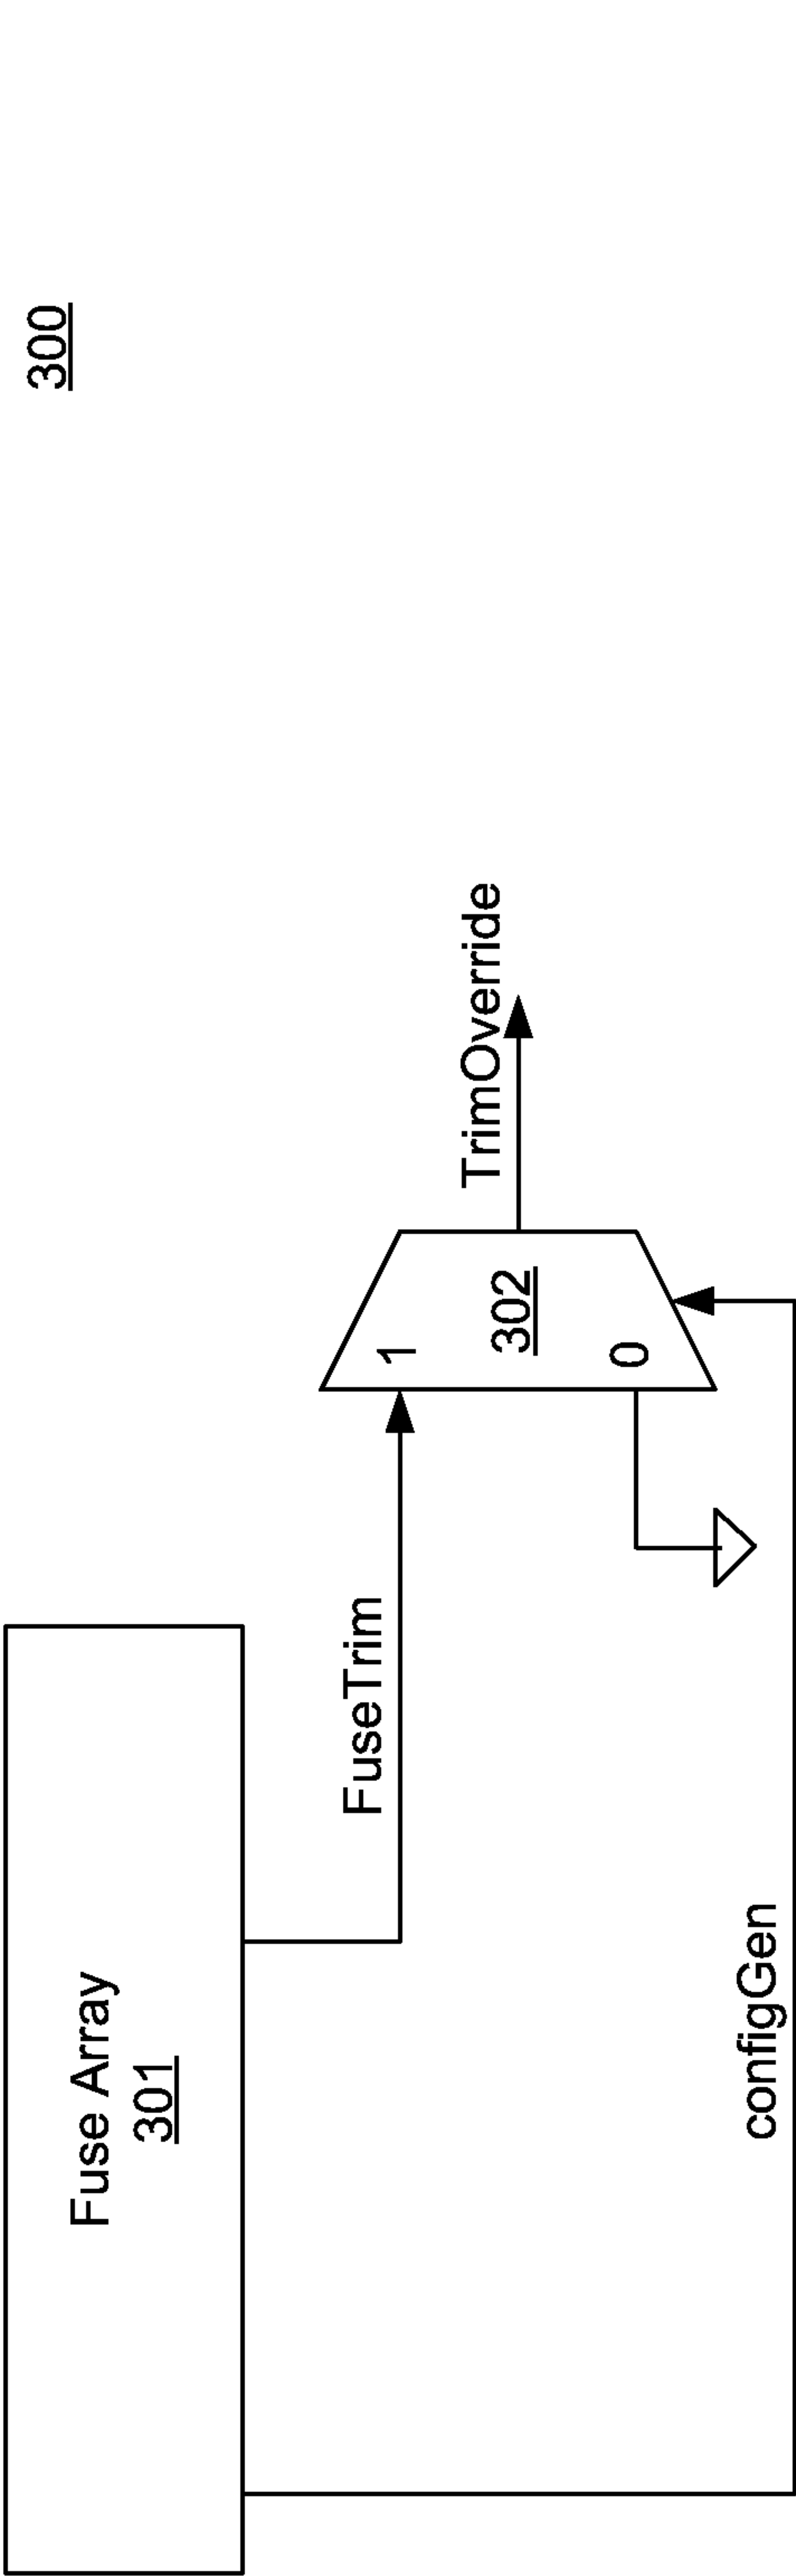 300
Fuse Array
301
FuseTrim
TrimOverride
1
302
0
configGen